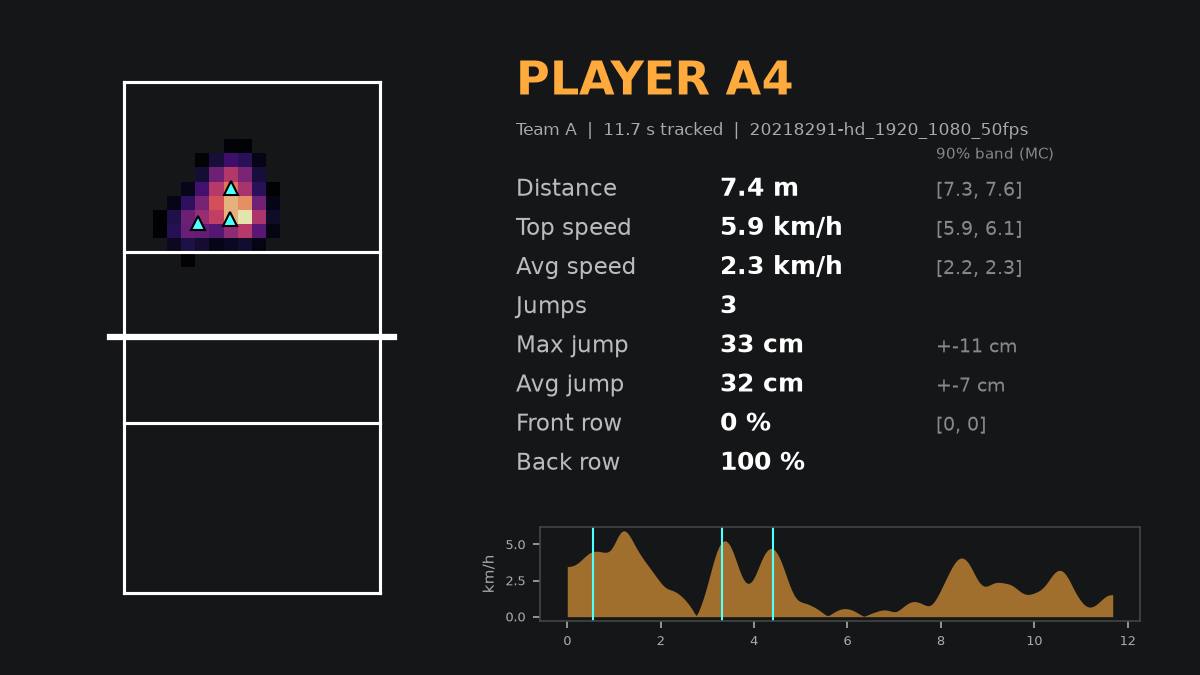 PLAYER A4
Team A | 11.7 s tracked | 20218291-hd_1920_1080_50fps
90% band (MC)
Distance 7.4 m [7.3, 7.6]
Top speed 5.9 km/h [5.9, 6.1]
Avg speed 2.3 km/h [2.2, 2.3]
Jumps 3
Max jump 33 cm +-11 cm
Avg jump 32 cm +-7 cm
Front row 0 % [0, 0]
Back row 100 %
km/h
5.0
2.5
0.0
0 2 4 6 8 10 12